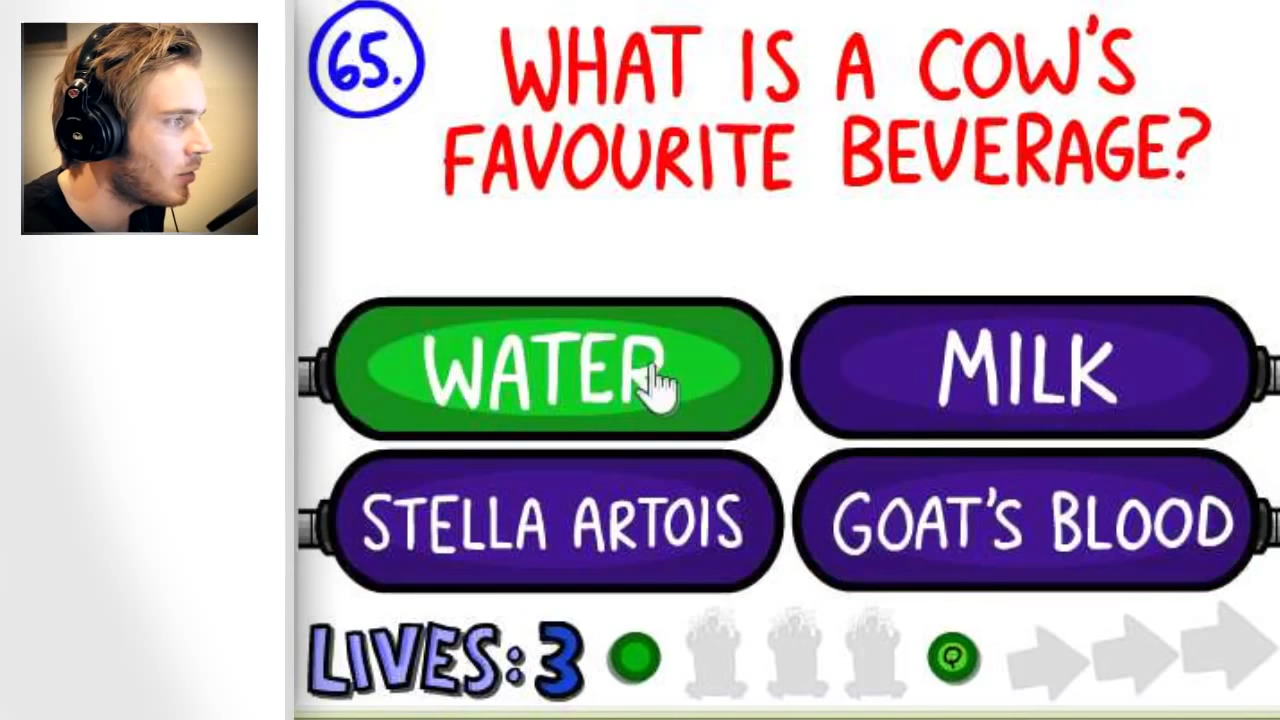 65.
WHAT IS A COW'S
FAVOURITE BEVERAGE?
WATER
MILK
STELLA ARTOIS
GOAT'S BLOOD
LIVES: 3
Q